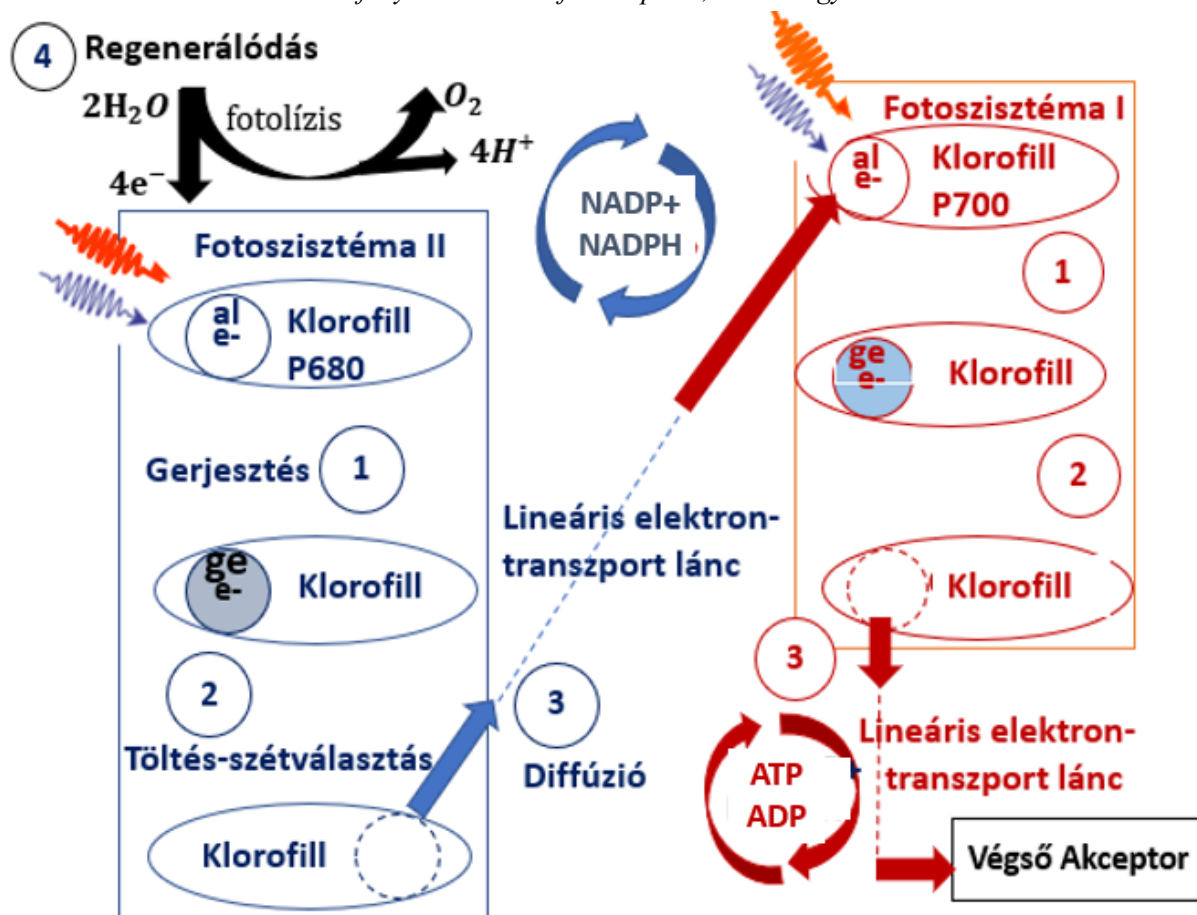 4
Regenerálódás
2H₂O
fotolízis
O₂
4H⁺
4e⁻
Fotoszisztéma II
al
e-
Klorofill
P680
Gerjesztés
1
ge
e-
Klorofill
2
Töltés-szétválasztás
Klorofill
NADP+
NADPH
Lineáris elektron-
transzport lánc
3
Diffúzió
Fotoszisztéma I
al
e-
Klorofill
P700
1
ge
e-
Klorofill
2
Klorofill
3
ATP
ADP
Lineáris elektron-
transzport lánc
Végső Akceptor